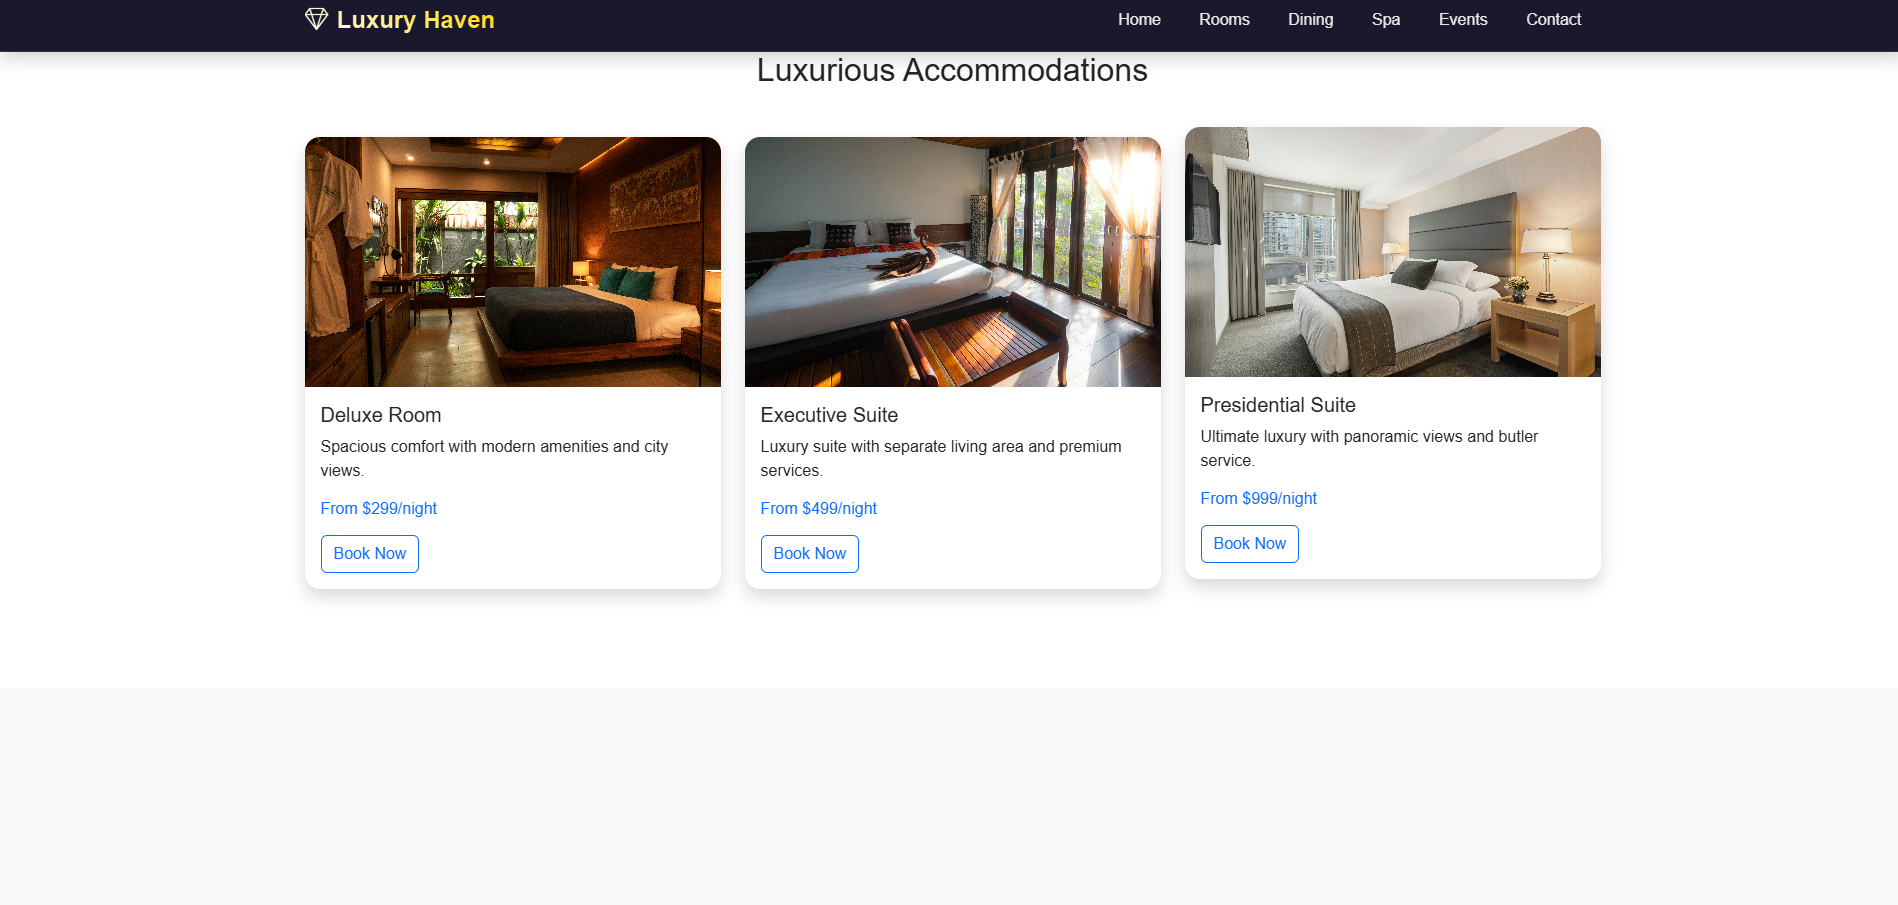 Luxury Haven
Home
Rooms
Dining
Spa
Events
Contact
Luxurious Accommodations
Deluxe Room
Spacious comfort with modern amenities and city
views.
From $299/night
Book Now
Executive Suite
Luxury suite with separate living area and premium
services.
From $499/night
Book Now
Presidential Suite
Ultimate luxury with panoramic views and butler
service.
From $999/night
Book Now